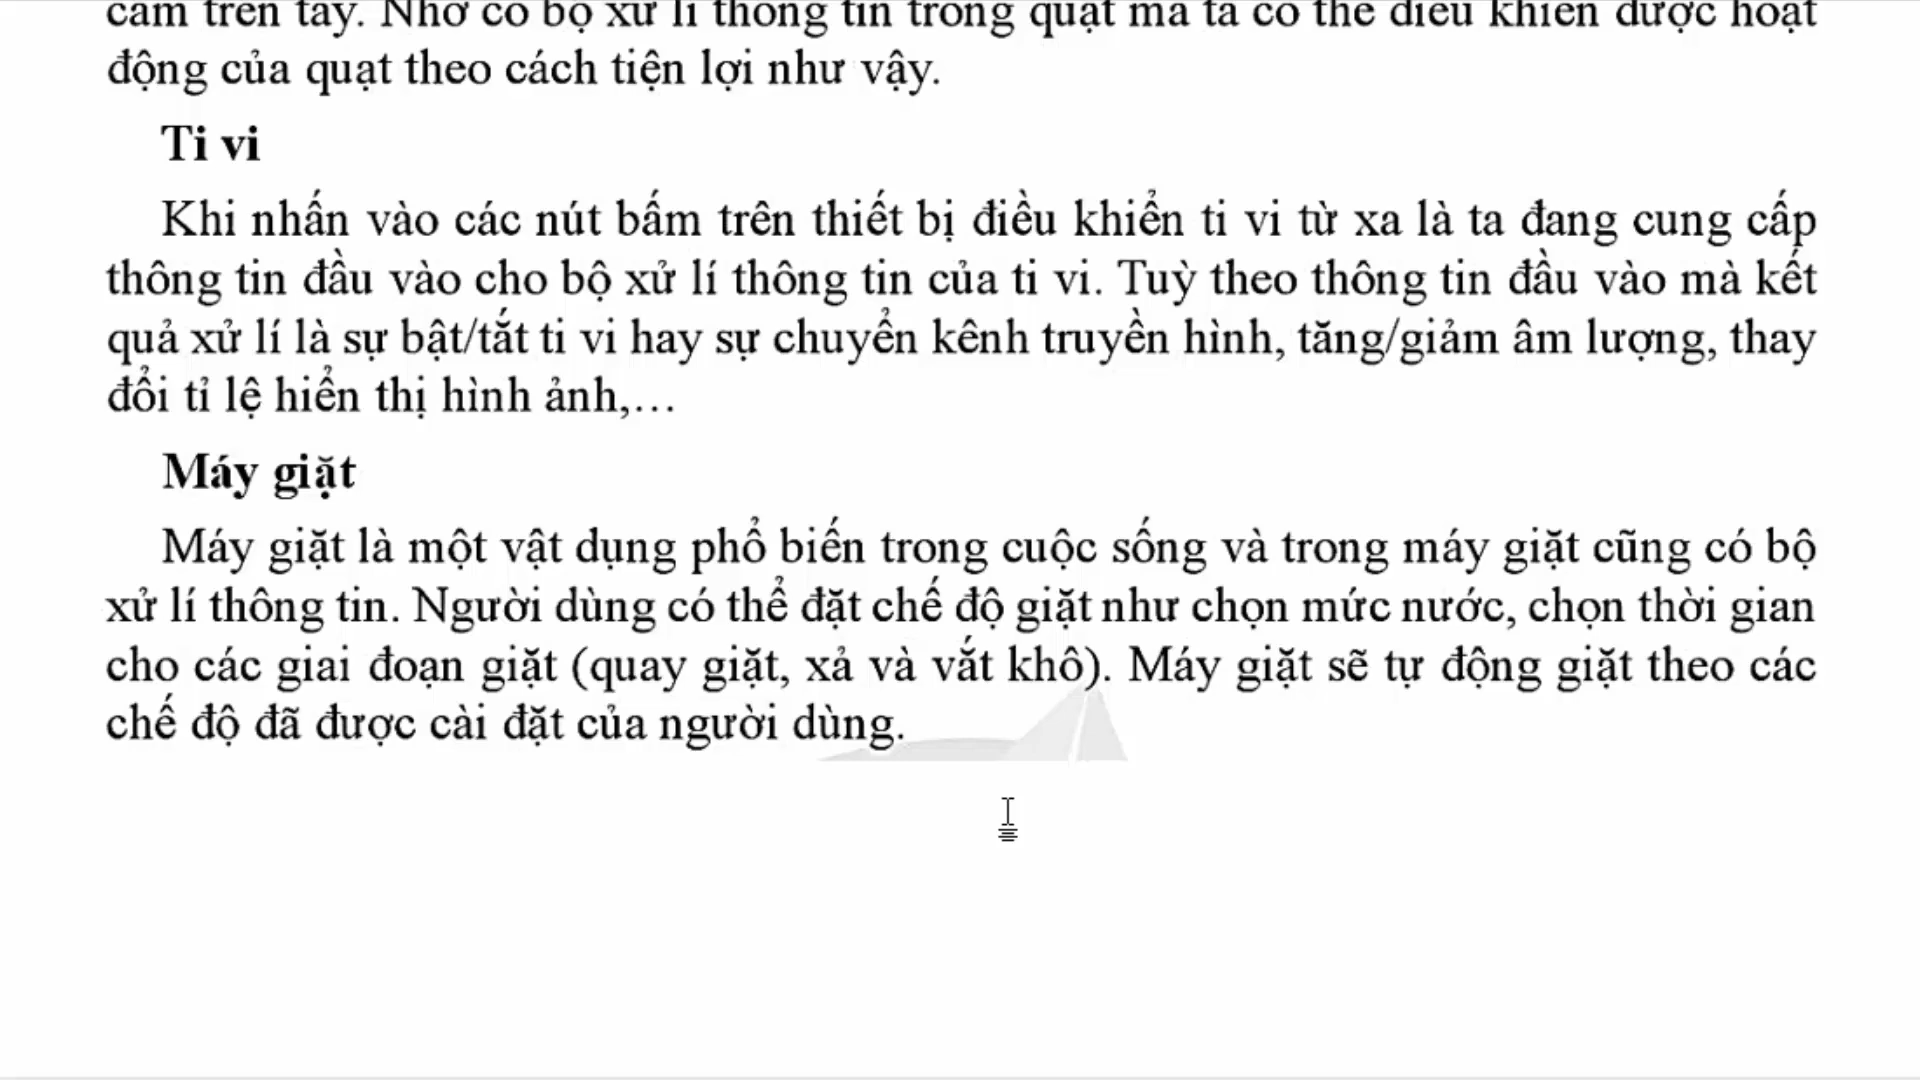 cầm trên tay. Nhờ có bộ xử lí thông tin trong quạt mà ta có thể điều khiển được hoạt
động của quạt theo cách tiện lợi như vậy.
Ti vi
Khi nhấn vào các nút bấm trên thiết bị điều khiển ti vi từ xa là ta đang cung cấp
thông tin đầu vào cho bộ xử lí thông tin của ti vi. Tuỳ theo thông tin đầu vào mà kết
quả xử lí là sự bật/tắt ti vi hay sự chuyển kênh truyền hình, tăng/giảm âm lượng, thay
đổi tỉ lệ hiển thị hình ảnh,…
Máy giặt
Máy giặt là một vật dụng phổ biến trong cuộc sống và trong máy giặt cũng có bộ
xử lí thông tin. Người dùng có thể đặt chế độ giặt như chọn mức nước, chọn thời gian
cho các giai đoạn giặt (quay giặt, xả và vắt khô). Máy giặt sẽ tự động giặt theo các
chế độ đã được cài đặt của người dùng.